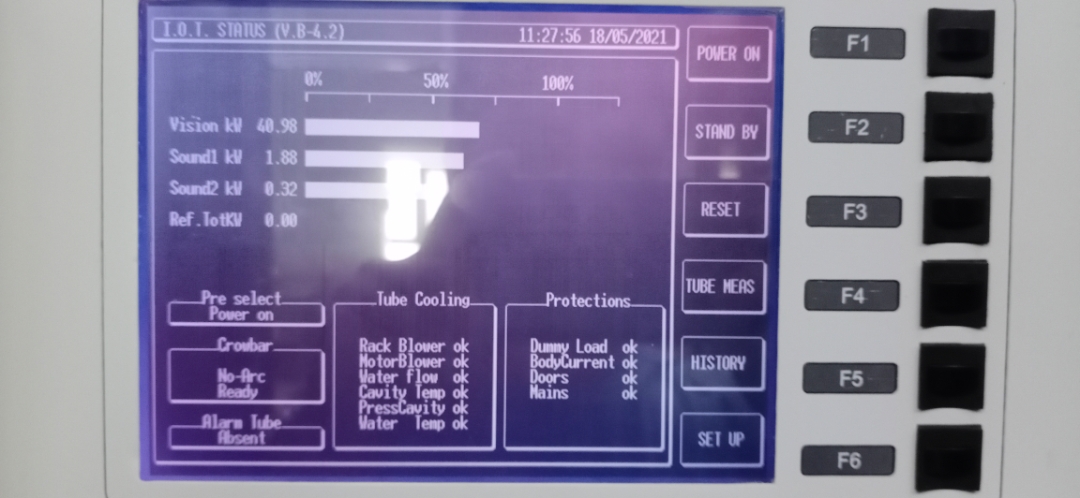 I.O.T. STATUS (V.B-4.2)
11:27:56 18/05/2021
0% 50% 100%
Vision kW 40.98
Sound1 kW 1.88
Sound2 kW 0.32
Ref.TotKW 0.00
Pre select
Power on
Crowbar
No-Arc
Ready
Alarm Tube
Absent
Tube Cooling
Rack Blower ok
MotorBlower ok
Water flow ok
Cavity Temp ok
PressCavity ok
Water Temp ok
Protections
Dummy Load ok
BodyCurrent ok
Doors ok
Mains ok
POWER ON
STAND BY
RESET
TUBE MEAS
HISTORY
SET UP
F1
F2
F3
F4
F5
F6